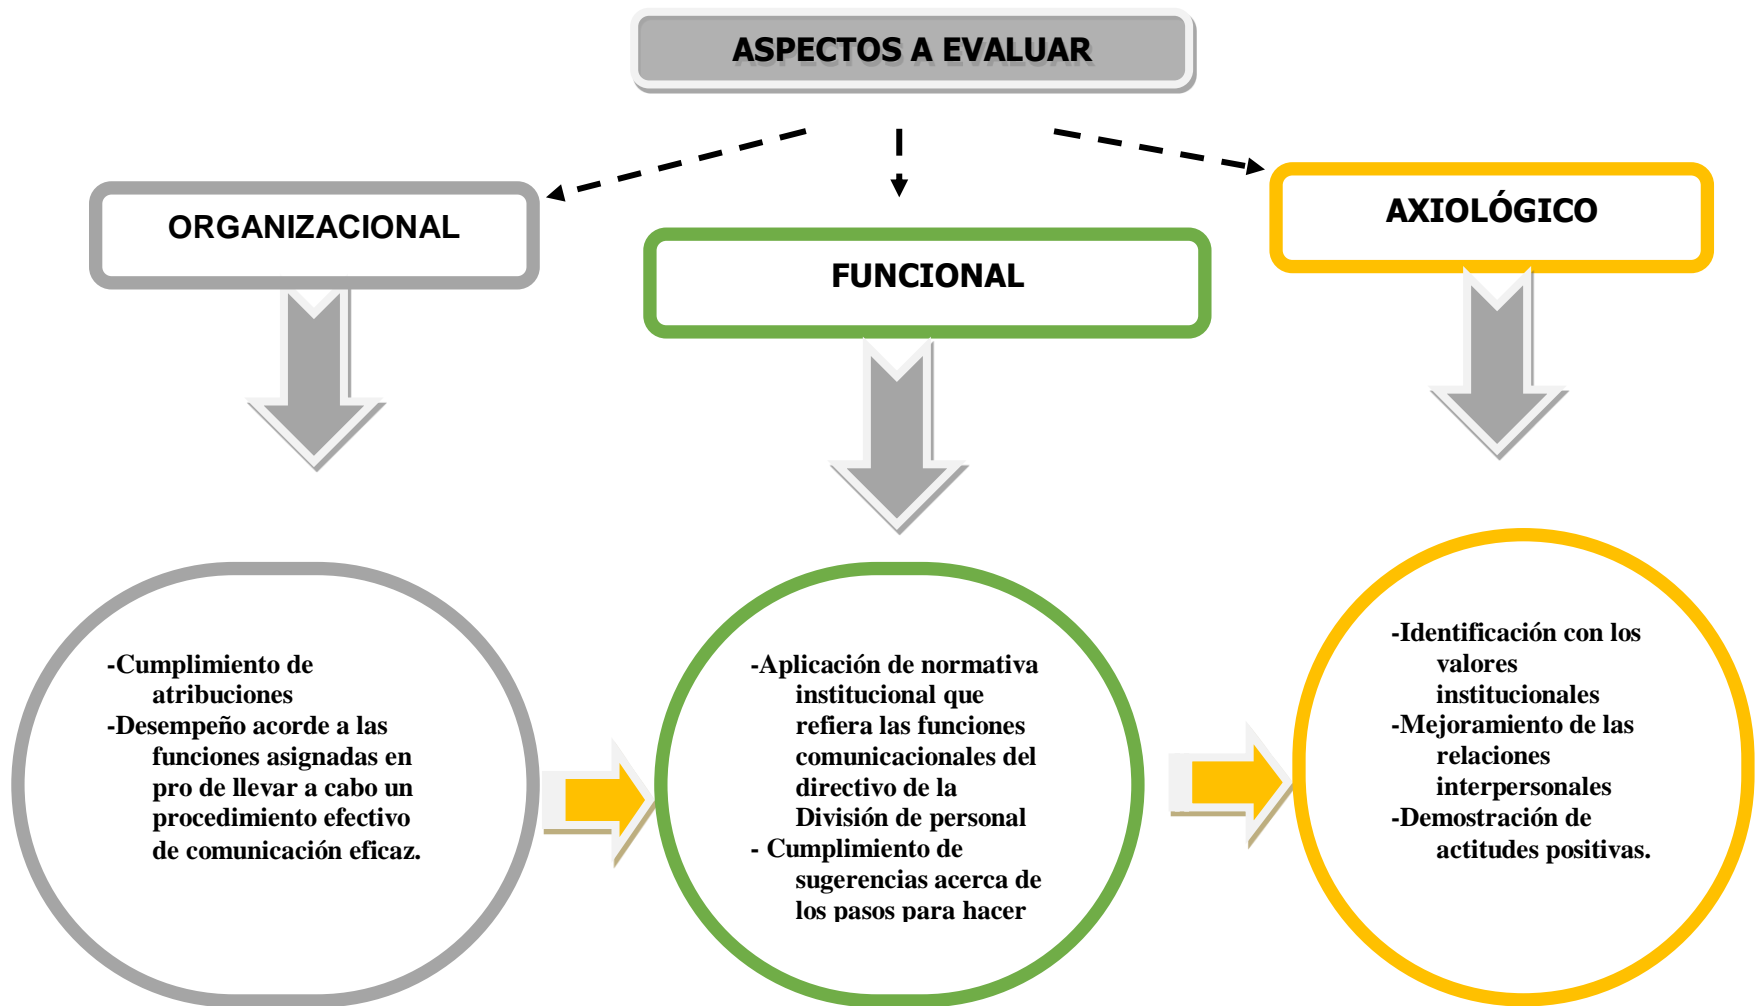 ASPECTOS A EVALUAR
ORGANIZACIONAL
FUNCIONAL
AXIOLÓGICO
-Cumplimiento de
atribuciones
-Desempeño acorde a las
funciones asignadas en
pro de llevar a cabo un
procedimiento efectivo
de comunicación eficaz.
-Aplicación de normativa
institucional que
refiera las funciones
comunicacionales del
directivo de la
División de personal
- Cumplimiento de
sugerencias acerca de
los pasos para hacer
-Identificación con los
valores
institucionales
-Mejoramiento de las
relaciones
interpersonales
-Demostración de
actitudes positivas.